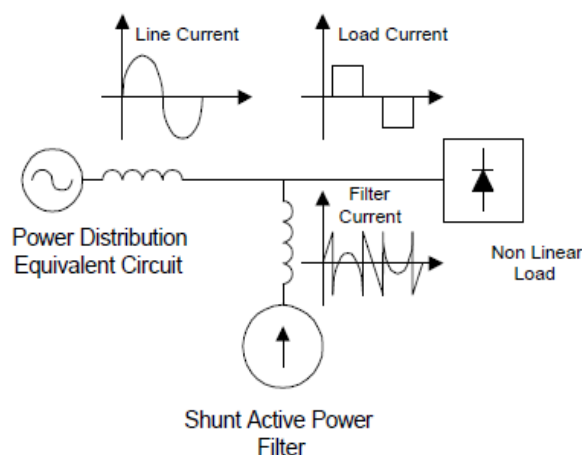 Line Current
Load Current
Filter
Current
Power Distribution
Equivalent Circuit
Non Linear
Load
Shunt Active Power
Filter